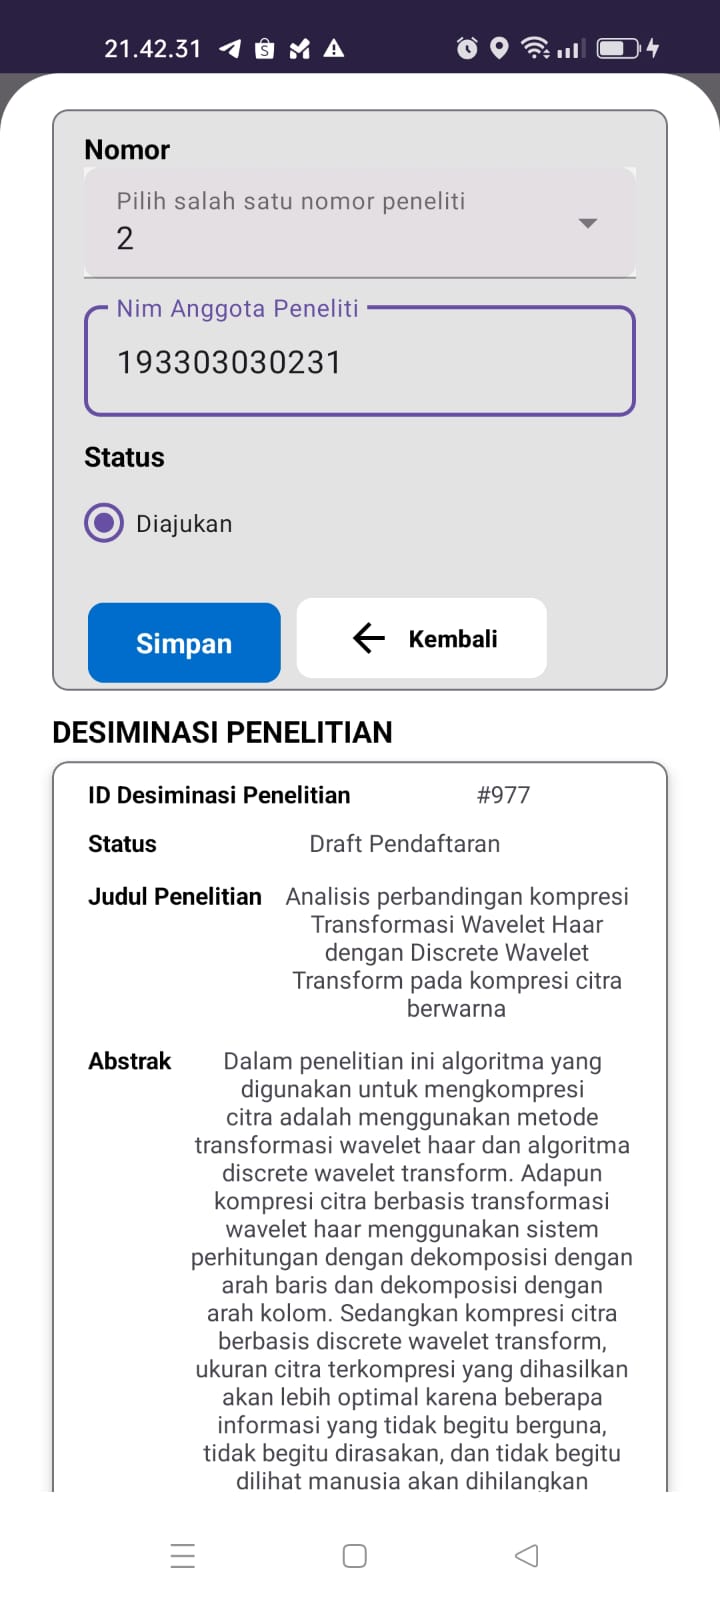 21.42.31
Nomor
Pilih salah satu nomor peneliti
2
Nim Anggota Peneliti
193303030231
Status
Diajukan
Simpan
Kembali
DESIMINASI PENELITIAN
ID Desiminasi Penelitian #977
Status Draft Pendaftaran
Judul Penelitian Analisis perbandingan kompresi
Transformasi Wavelet Haar
dengan Discrete Wavelet
Transform pada kompresi citra
berwarna
Abstrak Dalam penelitian ini algoritma yang
digunakan untuk mengkompresi
citra adalah menggunakan metode
transformasi wavelet haar dan algoritma
discrete wavelet transform. Adapun
kompresi citra berbasis transformasi
wavelet haar menggunakan sistem
perhitungan dengan dekomposisi dengan
arah baris dan dekomposisi dengan
arah kolom. Sedangkan kompresi citra
berbasis discrete wavelet transform,
ukuran citra terkompresi yang dihasilkan
akan lebih optimal karena beberapa
informasi yang tidak begitu berguna,
tidak begitu dirasakan, dan tidak begitu
dilihat manusia akan dihilangkan